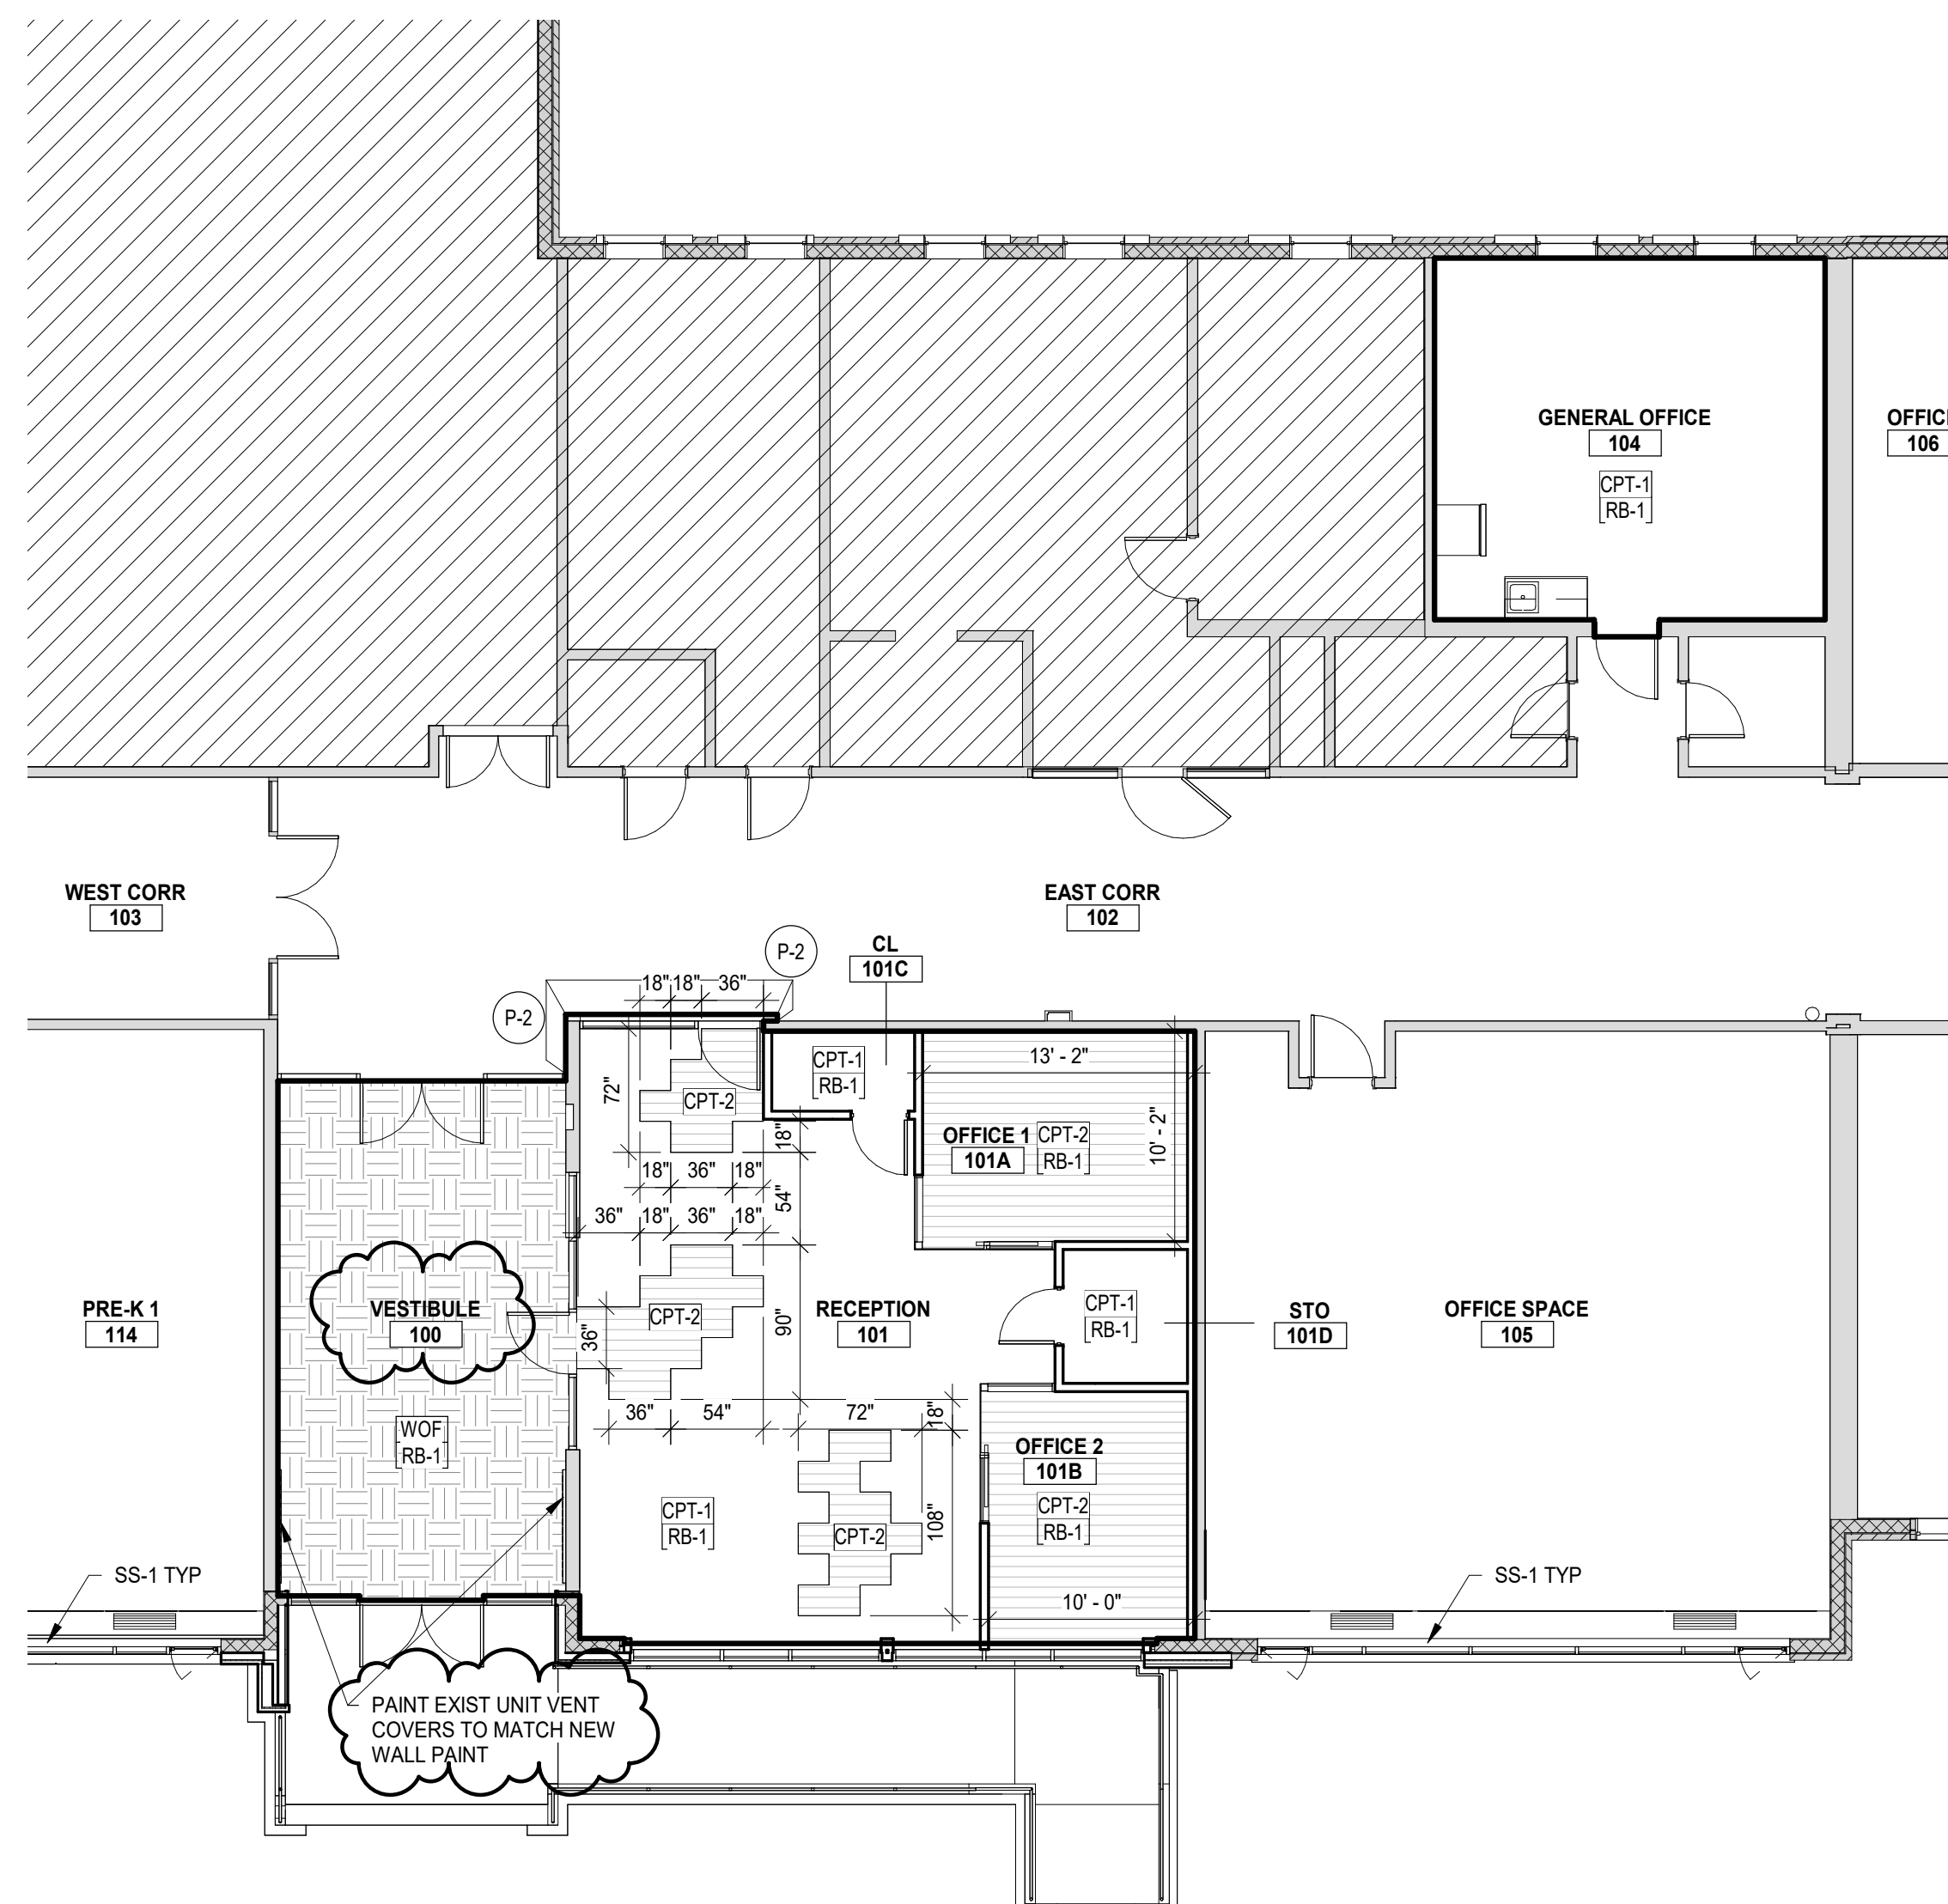 GENERAL OFFICE
104
CPT-1
RB-1
106
WEST CORR
103
EAST CORR
102
P-2
P-2
CL
101C
18"
18"
36"
72"
CPT-2
CPT-1
RB-1
13' - 2"
10' - 2"
OFFICE 1
101A
CPT-2
RB-1
18"
54"
18"
36"
18"
36"
18"
36"
18"
90"
CPT-2
36"
36"
54"
72"
18"
108"
PRE-K 1
114
VESTIBULE
100
WOF
RB-1
RECEPTION
101
CPT-1
RB-1
CPT-2
CPT-1
RB-1
STO
101D
OFFICE SPACE
105
OFFICE 2
101B
CPT-2
RB-1
10' - 0"
SS-1 TYP
SS-1 TYP
PAINT EXIST UNIT VENT
COVERS TO MATCH NEW
WALL PAINT